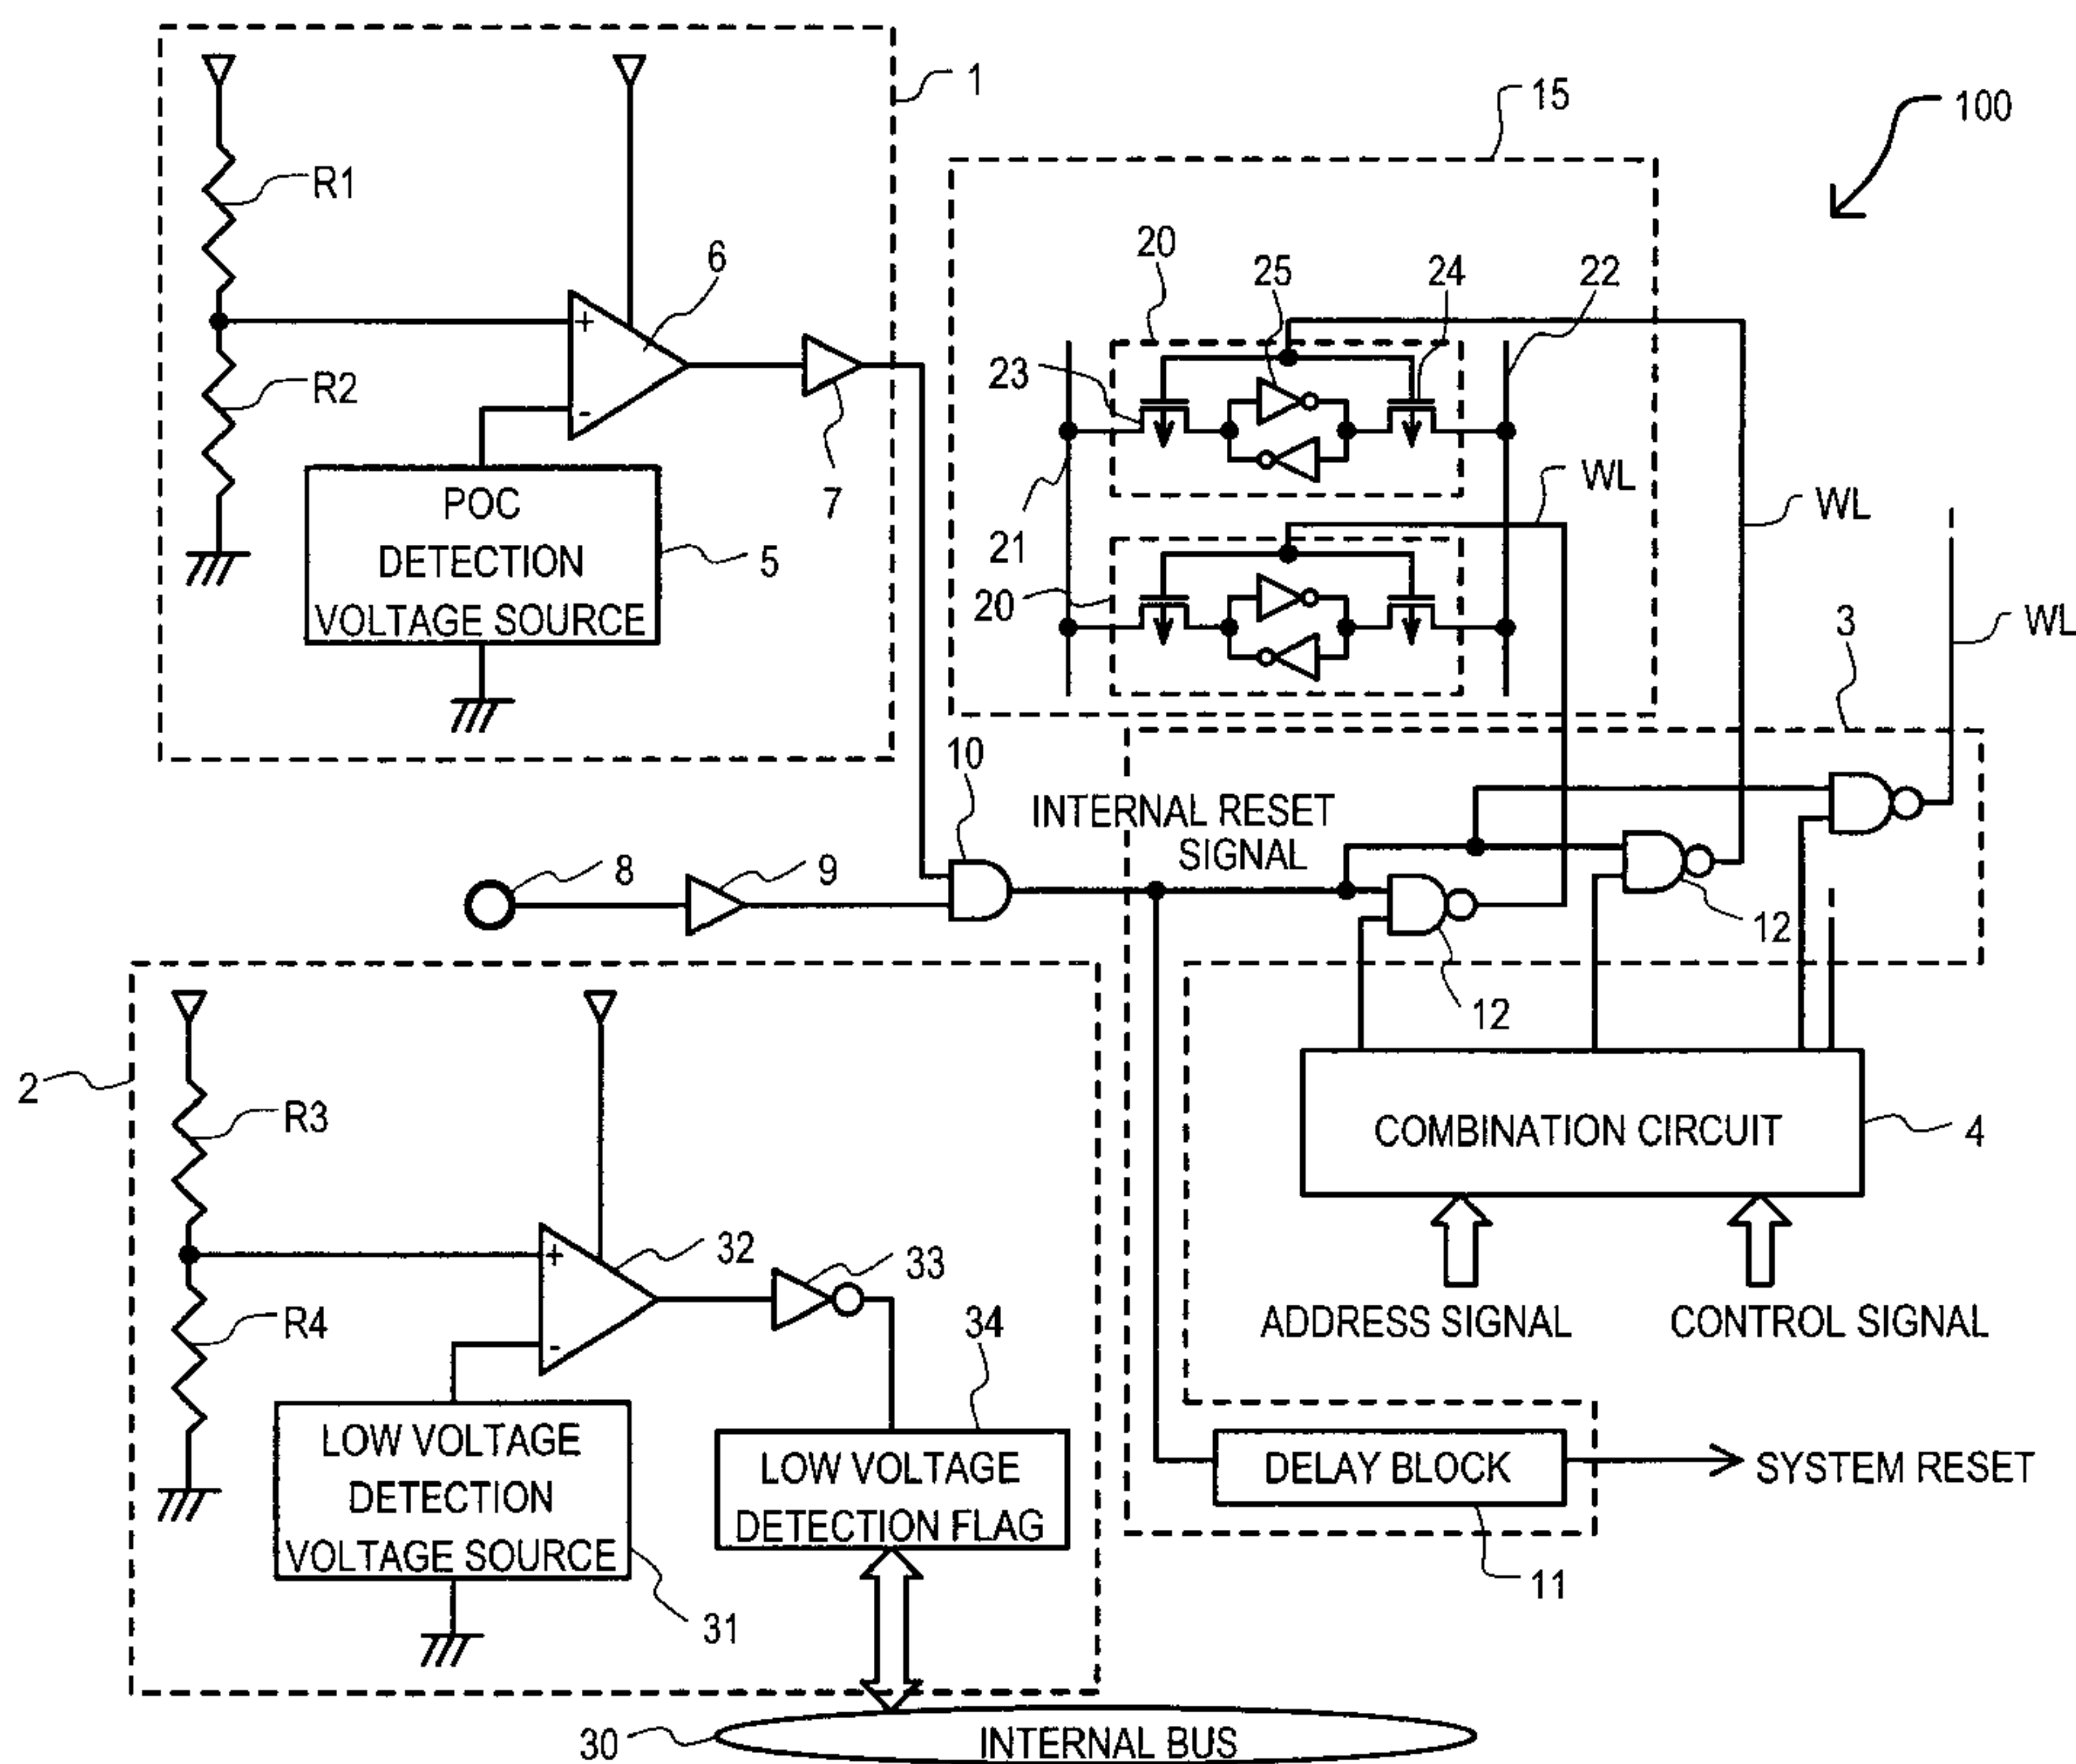 1
15
100
R1
20
25
24
22
6
23
R2
7
WL
WL
POC
DETECTION
VOLTAGE SOURCE
5
21
20
WL
3
10
INTERNAL RESET
SIGNAL
8
9
12
12
2
R3
COMBINATION CIRCUIT
4
+
-
+
-
32
33
34
R4
ADDRESS SIGNAL
CONTROL SIGNAL
LOW VOLTAGE
DETECTION
VOLTAGE SOURCE
LOW VOLTAGE
DETECTION FLAG
DELAY BLOCK
SYSTEM RESET
31
11
30
INTERNAL BUS